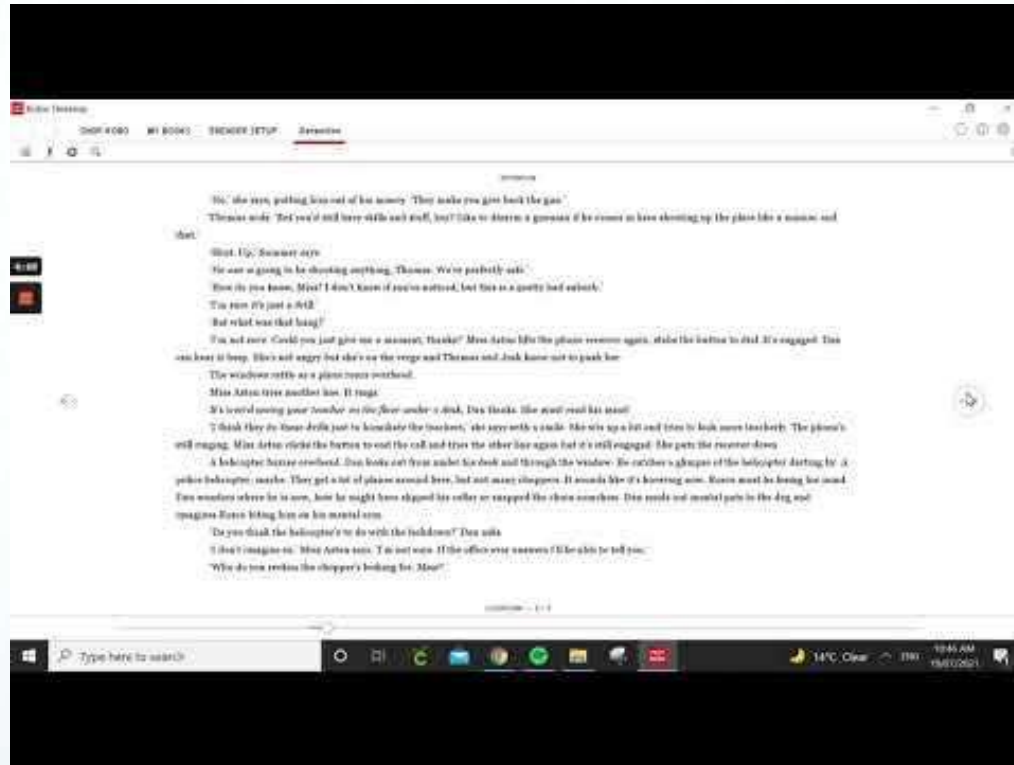 Kobo Desktop
SHOP KOBO MY BOOKS EREADER SETUP Detention
'No,' she says, putting him out of his misery. 'They make you give back the gun.'
Thomas nods. 'But you'd still have skills and stuff, hey? Like to disarm a gunman if he comes in here shooting up the place like a maniac and
that.'
'Shut. Up,' Summer says.
'No one is going to be shooting anything, Thomas. We're perfectly safe.'
'How do you know, Miss? I don't know if you've noticed, but this is a pretty bad suburb.'
'I'm sure it's just a drill.'
'But what was that bang?'
'I'm not sure. Could you just give me a moment, thanks?' Miss Aston lifts the phone receiver again, stabs the button to dial. It's engaged. Dan
can hear it beep. She's not angry but she's on the verge and Thomas and Josh know not to push her.
The windows rattle as a plane roars overhead.
Miss Aston tries another line. It rings.
It's weird seeing your teacher on the floor under a desk, Dan thinks. She must read his mind.
'I think they do these drills just to humiliate the teachers,' she says with a smile. She sits up a bit and tries to look more teacherly. The phone's
still ringing. Miss Aston clicks the button to end the call and tries the other line again but it's still engaged. She puts the receiver down.
A helicopter buzzes overhead. Dan looks out from under his desk and through the window. He catches a glimpse of the helicopter darting by. A
police helicopter, maybe. They get a lot of planes around here, but not many choppers. It sounds like it's hovering now. Rosco must be losing his mind.
Dan wonders where he is now, how he might have slipped his collar or snapped the chain somehow. Dan sends out mental pats to the dog and
imagines Rosco biting him on his mental arm.
'Do you think the helicopter's to do with the lockdown?' Dan asks.
'I don't imagine so,' Miss Aston says. 'I'm not sure. If the office ever answers I'll be able to tell you.'
'Who do you reckon the chopper's looking for, Miss?'
Type here to search
14°C Clear
ENG
10:46 AM